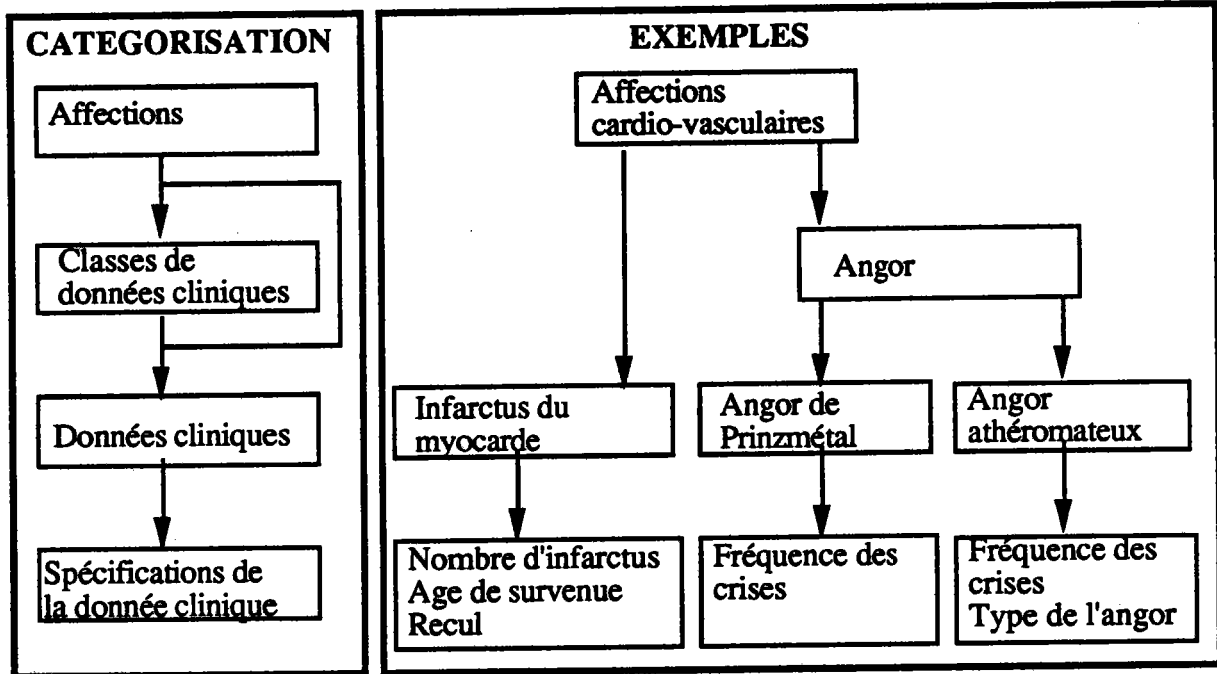 CATEGORISATION
Affections
Classes de
données cliniques
Données cliniques
Spécifications de
la donnée clinique
EXEMPLES
Affections
cardio-vasculaires
Angor
Infarctus du
myocarde
Angor de
Prinzmétal
Angor
athéromateux
Nombre d'infarctus
Age de survenue
Recul
Fréquence des
crises
Fréquence des
crises
Type de l'angor